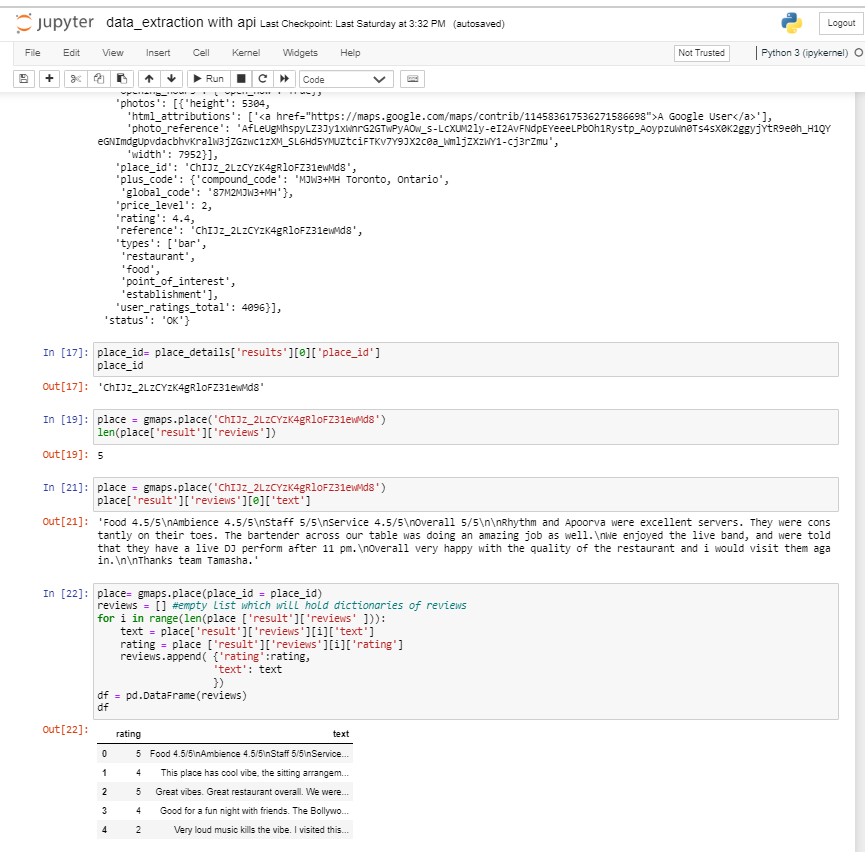 jupyter data_extraction with api Last Checkpoint: Last Saturday at 3:32 PM (autosaved) Logout
File Edit View Insert Cell Kernel Widgets Help Not Trusted Python 3 (ipykernel)
Run Code
'photos': [{'height': 5304,
'html_attributions': ['<a href="https://maps.google.com/maps/contrib/114583617536271586698">A Google User</a>'],
'photo_reference':
'width': 7952}],
'place_id': 'ChIJz_2LzCYzK4gRloFZ31ewMd8',
'plus_code': {'compound_code': 'MJW3+MH Toronto, Ontario',
'global_code': '87M2MJW3+MH'},
'price_level': 2,
'rating': 4.4,
'reference': 'ChIJz_2LzCYzK4gRloFZ31ewMd8',
'types': ['bar',
'restaurant',
'food',
'point_of_interest',
'establishment'],
'user_ratings_total': 4096}],
'status': 'OK'}
In [17]: place_id= place_details['results'][0]['place_id']
place_id
Out[17]: 'ChIJz_2LzCYzK4gRloFZ31ewMd8'
In [19]: place = gmaps.place('ChIJz_2LzCYzK4gRloFZ31ewMd8')
len(place['result']['reviews'])
Out[19]: 5
In [21]: place = gmaps.place('ChIJz_2LzCYzK4gRloFZ31ewMd8')
place['result']['reviews'][0]['text']
Out[21]: 'Food 4.5/5\nAmbience 4.5/5\nStaff 5/5\nService 4.5/5\nOverall 5/5\n\nRhythm and Apoorva were excellent servers. They were cons
tantly on their toes. The bartender across our table was doing an amazing job as well.\nWe enjoyed the live band, and were told
that they have a live DJ perform after 11 pm.\nOverall very happy with the quality of the restaurant and i would visit them aga
in.\n\nThanks team Tamasha.'
In [22]: place= gmaps.place(place_id = place_id)
reviews = [] #empty list which will hold dictionaries of reviews
for i in range(len(place ['result']['reviews' ])):
text = place['result']['reviews'][i]['text']
rating = place ['result']['reviews'][i]['rating']
reviews.append( {'rating':rating,
'text': text
})
df = pd.DataFrame(reviews)
df
Out[22]:
rating text
0 5 Food 4.5/5\nAmbience 4.5/5\nStaff 5/5\nService...
1 4 This place has cool vibe, the sitting arrangem...
2 5 Great vibes. Great restaurant overall. We were...
3 4 Good for a fun night with friends. The Bollywo...
4 2 Very loud music kills the vibe. I visited this...